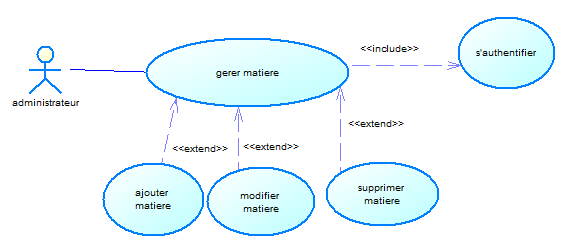 <<include>>
s'authentifier
gerer matiere
administrateur
<<extend>>
<<extend>>
<<extend>>
ajouter
matiere
modifier
matiere
supprimer
matiere